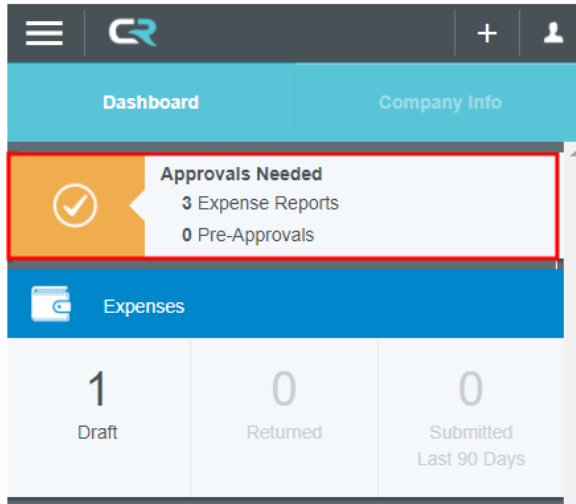 CR
Dashboard
Company Info
Approvals Needed
3 Expense Reports
0 Pre-Approvals
Expenses
1
0
0
Draft
Returned
Submitted
Last 90 Days